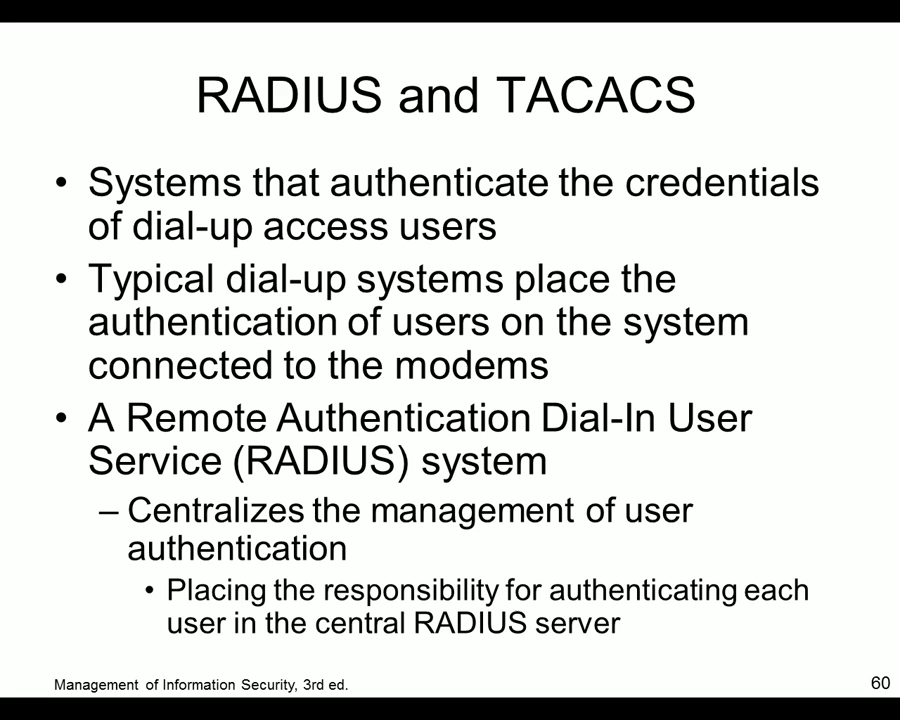 RADIUS and TACACS
• Systems that authenticate the credentials
of dial-up access users
• Typical dial-up systems place the
authentication of users on the system
connected to the modems
• A Remote Authentication Dial-In User
Service (RADIUS) system
– Centralizes the management of user
authentication
• Placing the responsibility for authenticating each
user in the central RADIUS server
Management of Information Security, 3rd ed.
60